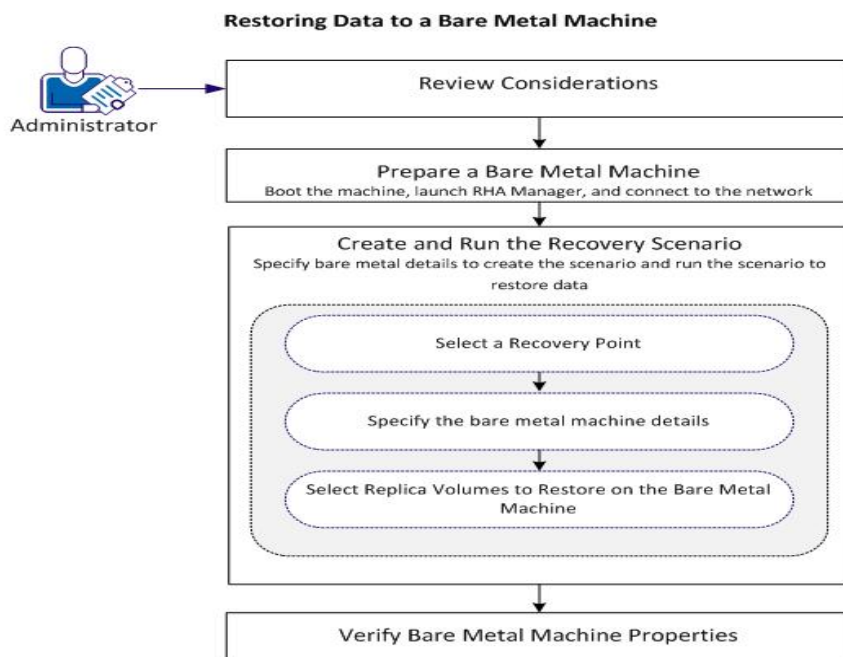 Restoring Data to a Bare Metal Machine
Administrator
Review Considerations
Prepare a Bare Metal Machine
Boot the machine, launch RHA Manager, and connect to the network
Create and Run the Recovery Scenario
Specify bare metal details to create the scenario and run the scenario to
restore data
Select a Recovery Point
Specify the bare metal machine details
Select Replica Volumes to Restore on the Bare Metal
Machine
Verify Bare Metal Machine Properties